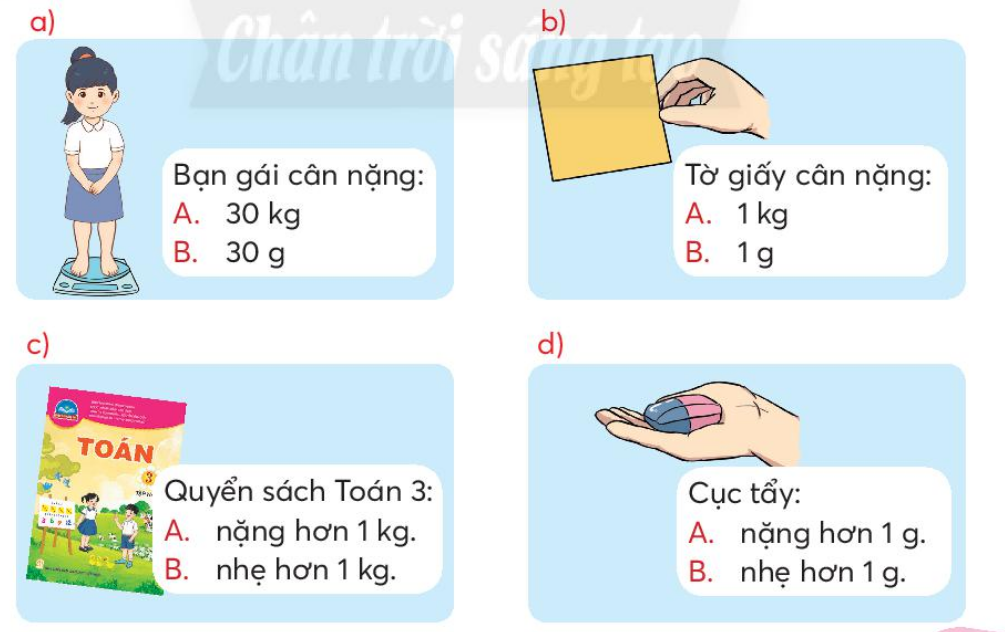 Chân trời sáng tạo
a)
Bạn gái cân nặng:
A. 30 kg
B. 30 g
b)
Tờ giấy cân nặng:
A. 1 kg
B. 1 g
c)
TOÁN
3
Quyển sách Toán 3:
A. nặng hơn 1 kg.
B. nhẹ hơn 1 kg.
d)
Cục tẩy:
A. nặng hơn 1 g.
B. nhẹ hơn 1 g.